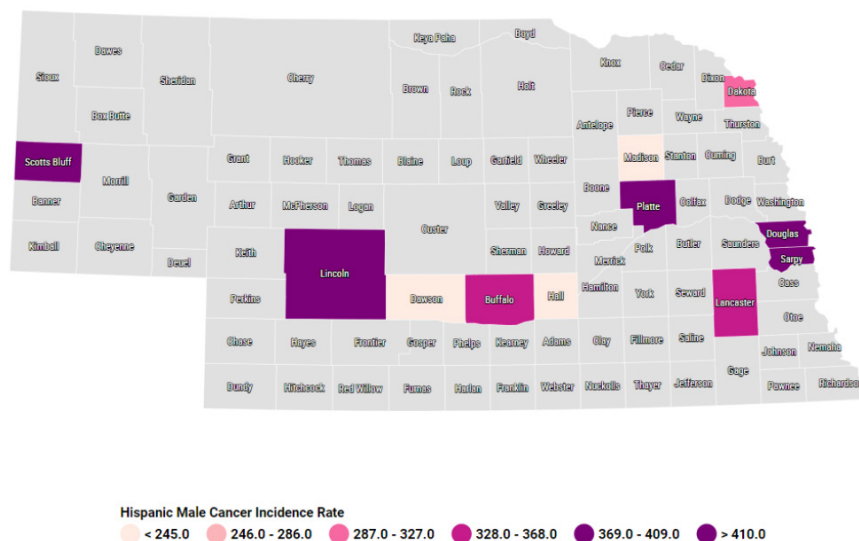 Keya Paha
Boyd
Dawes
Knox
Cedar
Sioux
Sheridan
Cherry
Brown
Rock
Holt
Dixon
Dakota
Box Butte
Pierce
Antelope
Wayne
Thurston
Scotts Bluff
Morrill
Grant
Hooker
Thomas
Blaine
Loup
Garfield
Wheeler
Madison
Stanton
Cuming
Burt
Banner
Garden
Arthur
McPherson
Logan
Valley
Greeley
Boone
Platte
Colfax
Dodge
Washington
Nance
Custer
Kimball
Cheyenne
Deuel
Keith
Lincoln
Sherman
Howard
Merrick
Polk
Butler
Saunders
Douglas
Sarpy
Cass
Perkins
Dawson
Buffalo
Hall
Hamilton
York
Seward
Lancaster
Otoe
Chase
Hayes
Frontier
Gosper
Phelps
Kearney
Adams
Clay
Fillmore
Saline
Johnson
Nemaha
Gage
Dundy
Hitchcock
Red Willow
Furnas
Harlan
Franklin
Webster
Nuckolls
Thayer
Jefferson
Pawnee
Richardson
Hispanic Male Cancer Incidence Rate
< 245.0 246.0 - 286.0 287.0 - 327.0 328.0 - 368.0 369.0 - 409.0 > 410.0